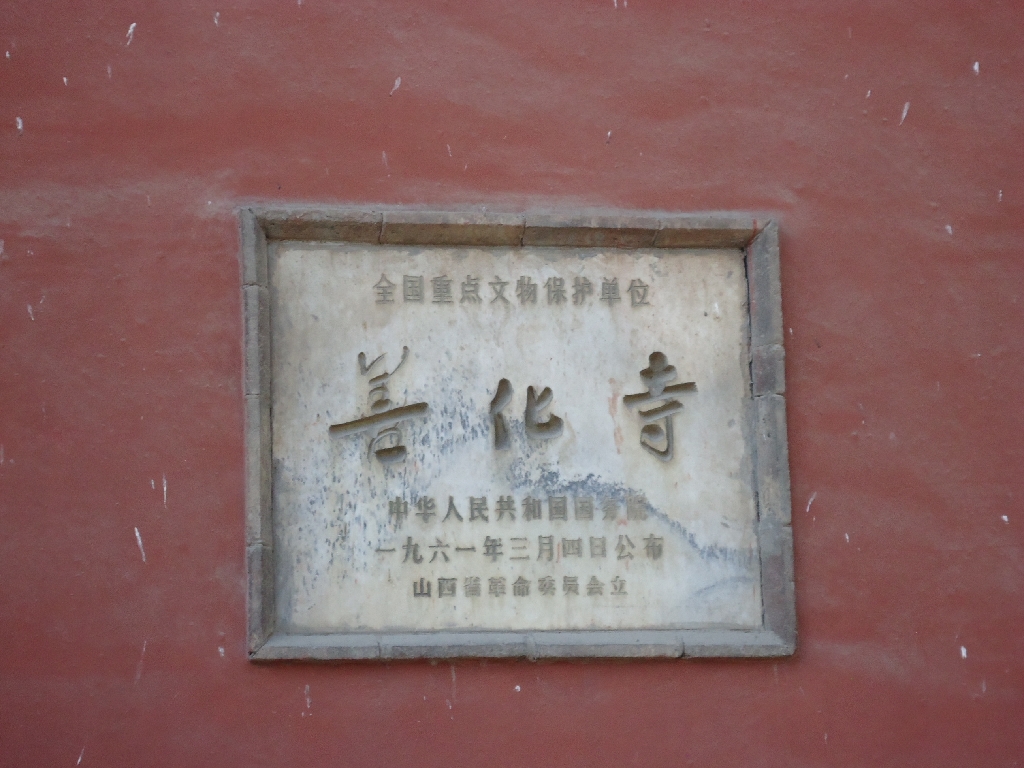 全国重点文物保护单位
善化寺
中华人民共和国国务院
一九六一年三月四日公布
山西省革命委员会立